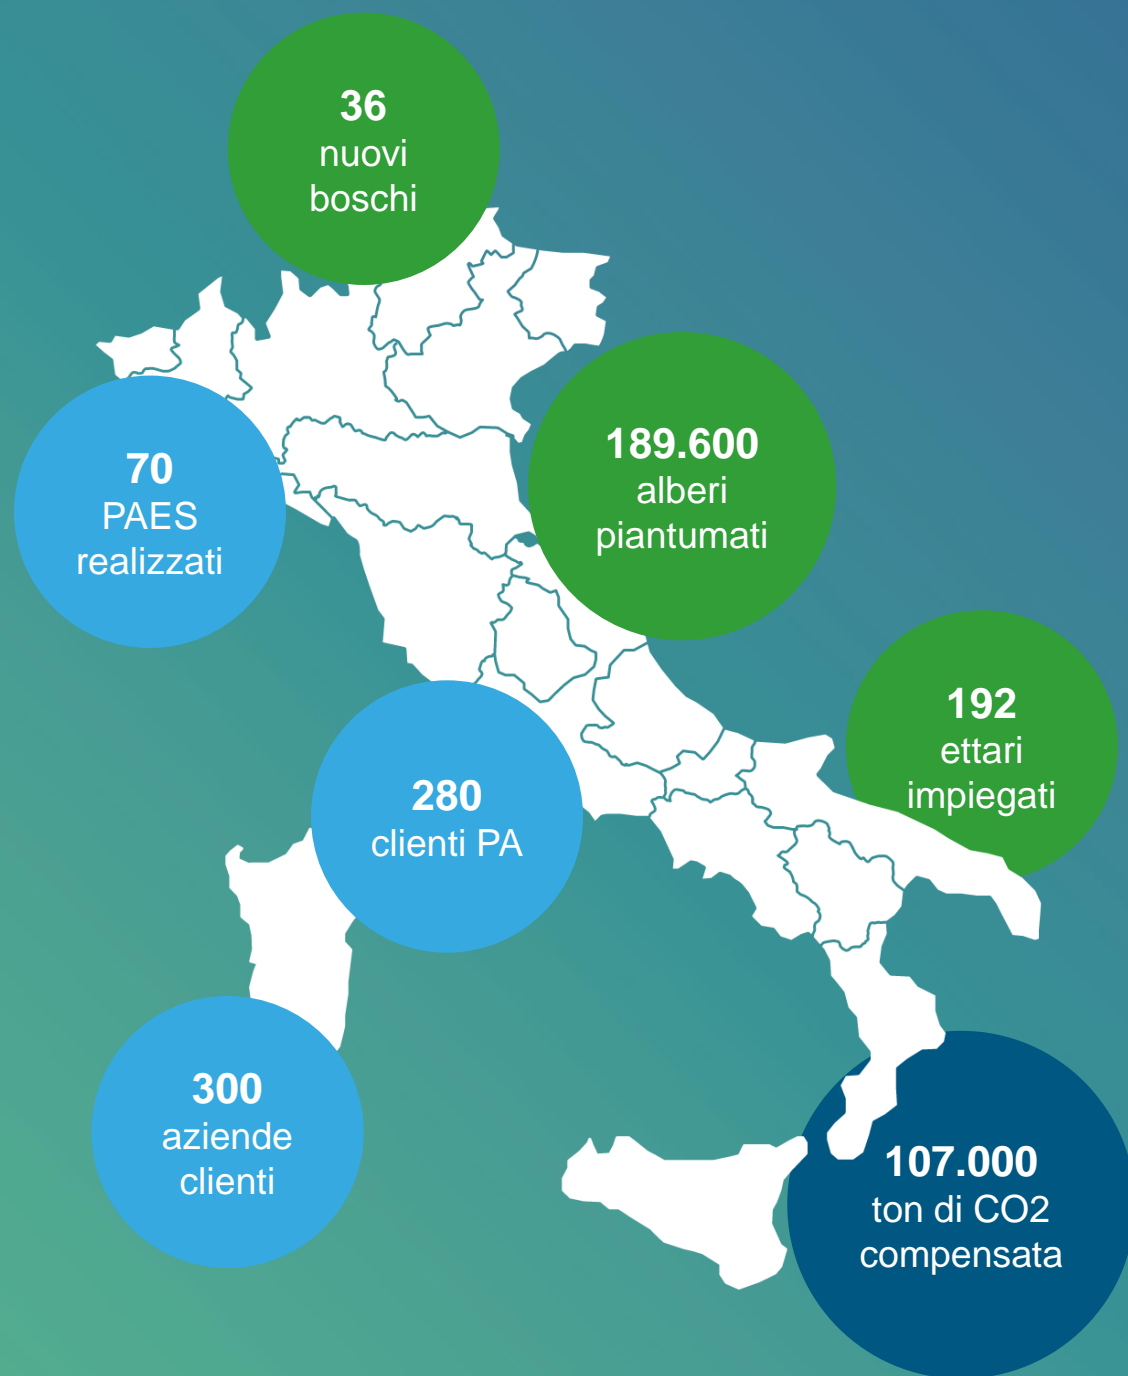 36
nuovi
boschi
189.600
alberi
piantumati
70
PAES
realizzati
192
ettari
impiegati
280
clienti PA
300
aziende
clienti
107.000
ton di CO2
compensata